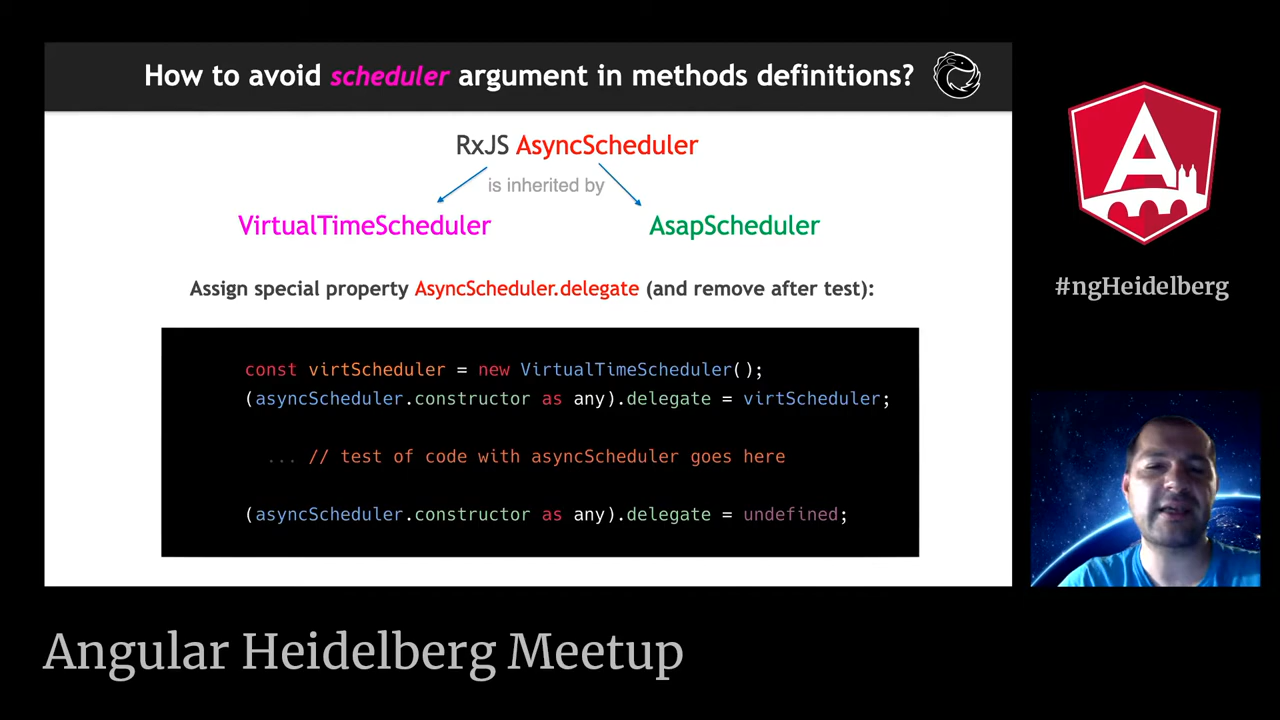 How to avoid scheduler argument in methods definitions?
RxJS AsyncScheduler
is inherited by
VirtualTimeScheduler
AsapScheduler
Assign special property AsyncScheduler.delegate (and remove after test):
const virtScheduler = new VirtualTimeScheduler();
(asyncScheduler.constructor as any).delegate = virtScheduler;
... // test of code with asyncScheduler goes here
(asyncScheduler.constructor as any).delegate = undefined;
A
#ngHeidelberg
Angular Heidelberg Meetup